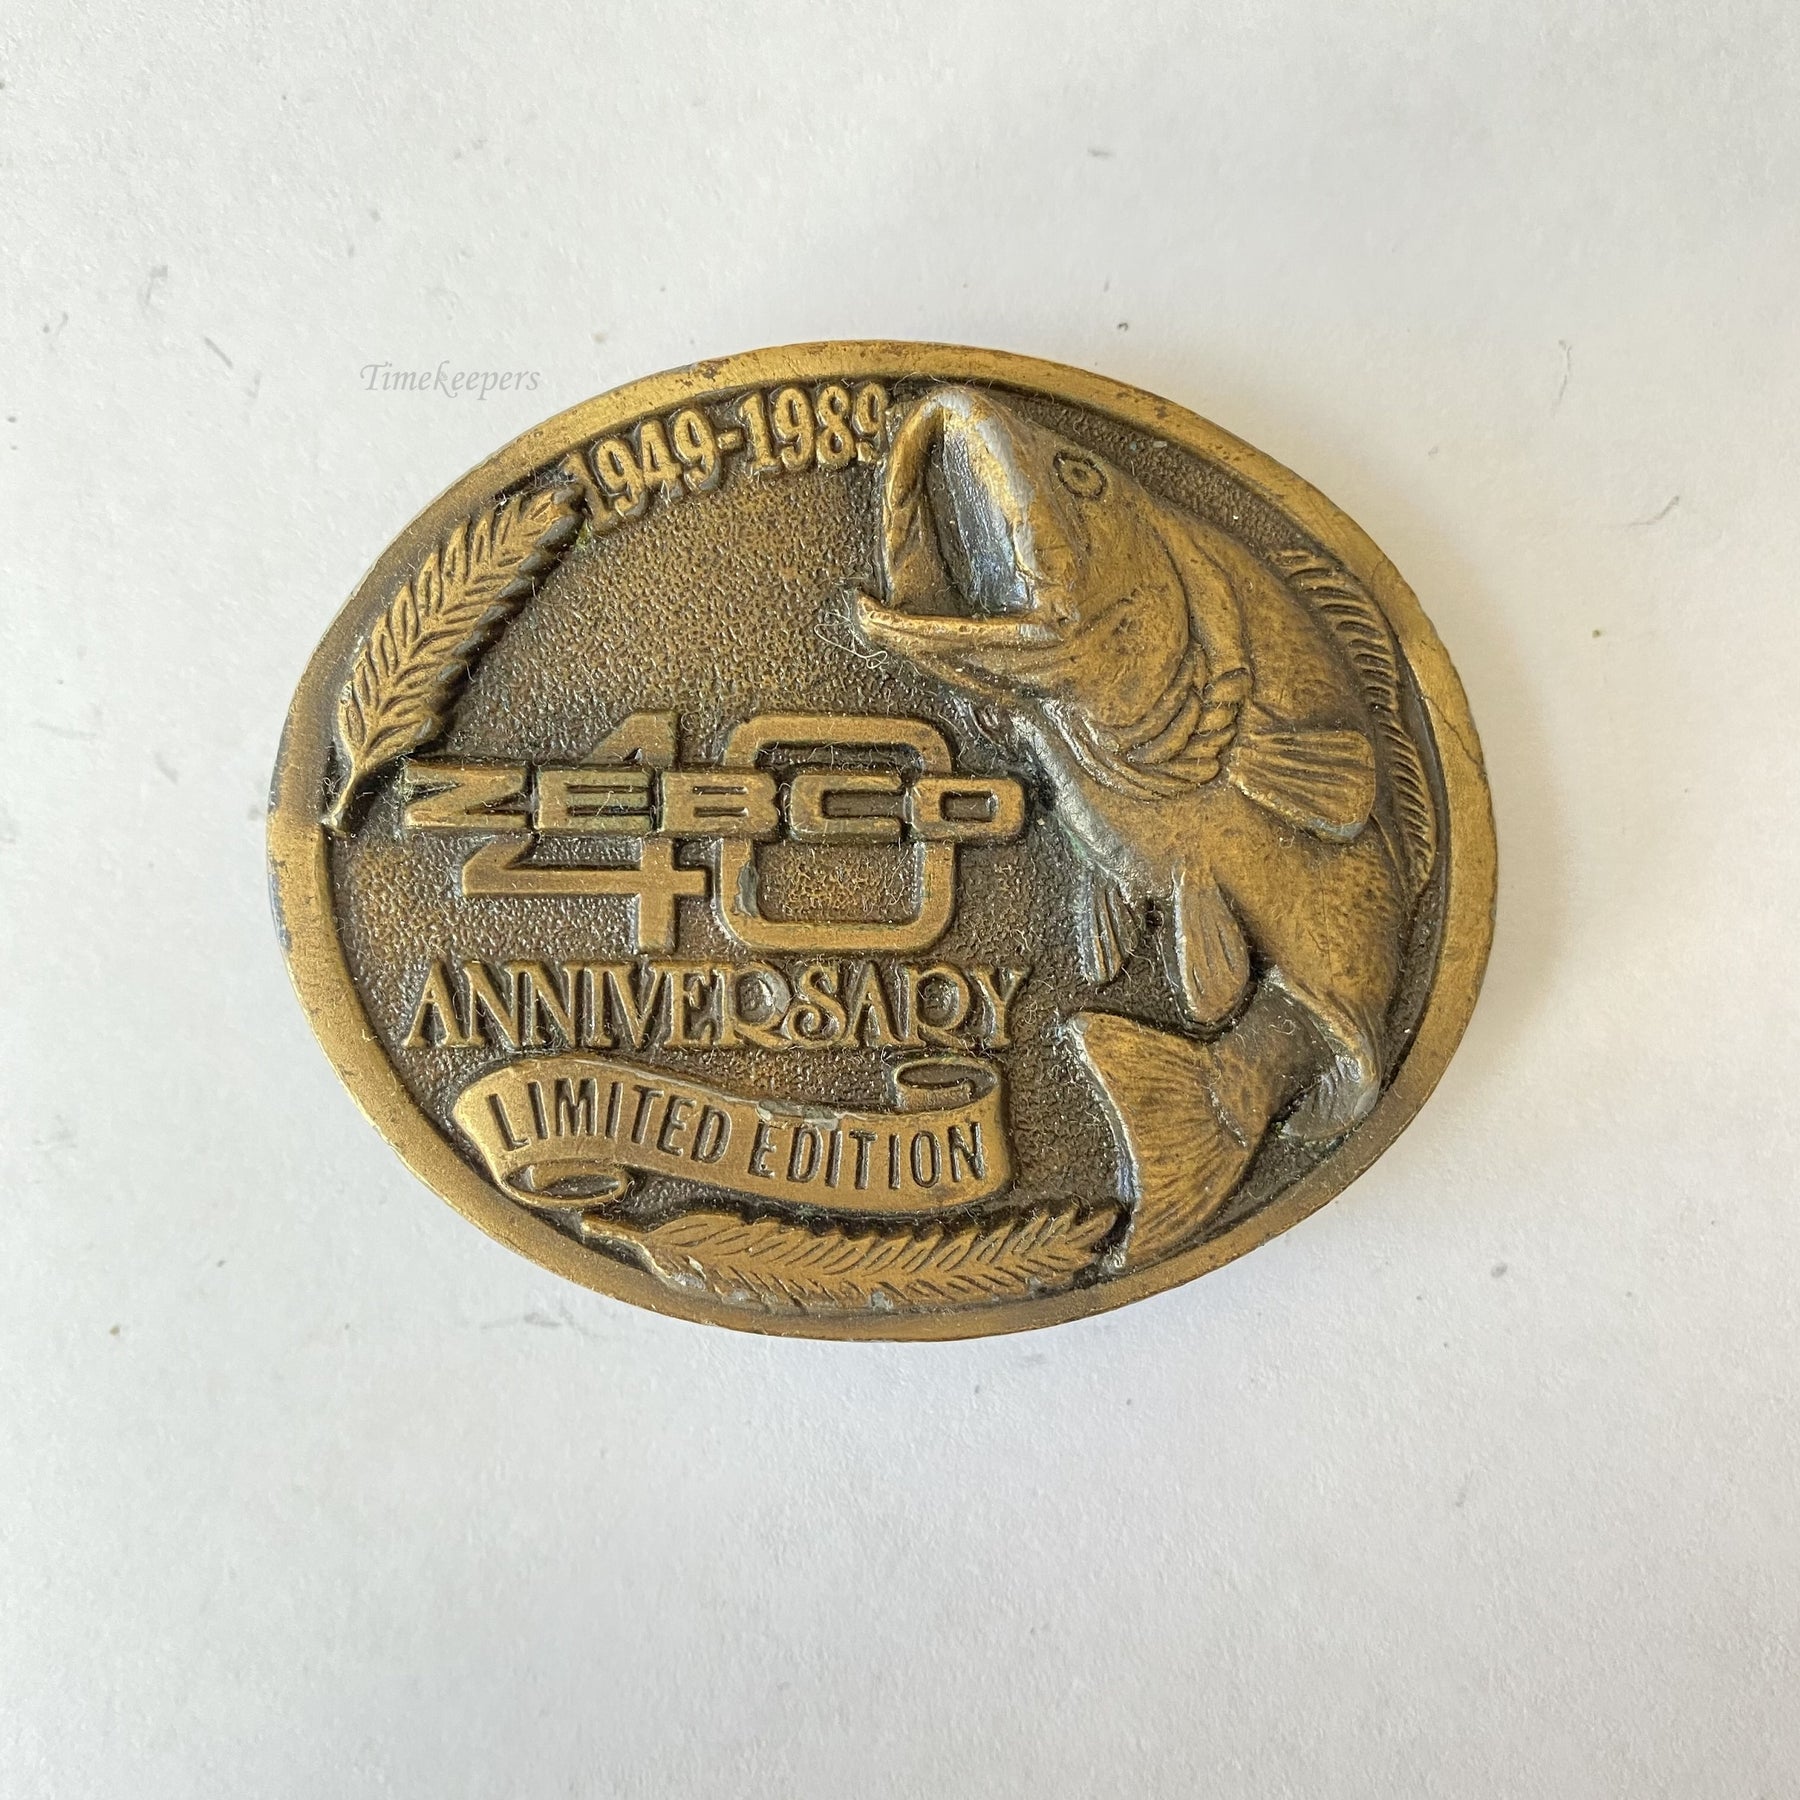 Timekeepers
1949-1989
40
ZEBCO
ANNIVERSARY
LIMITED EDITION